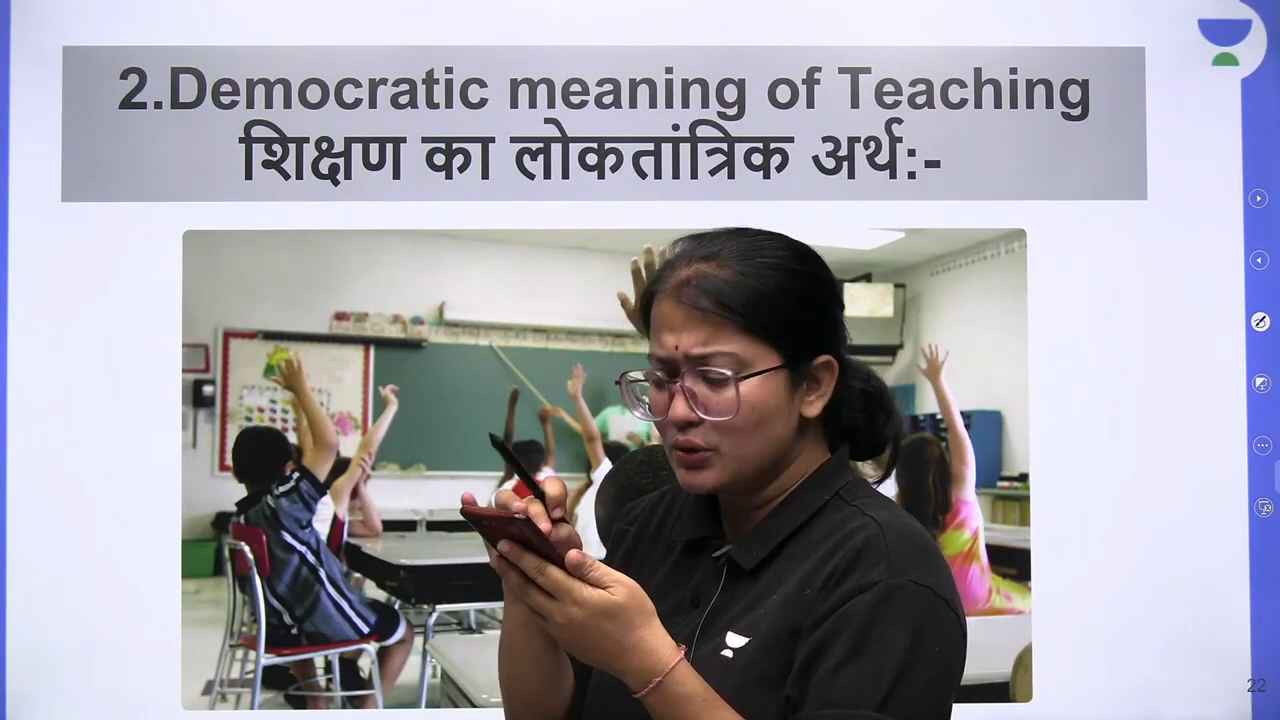 2.Democratic meaning of Teaching
शिक्षण का लोकतांत्रिक अर्थ:-
22